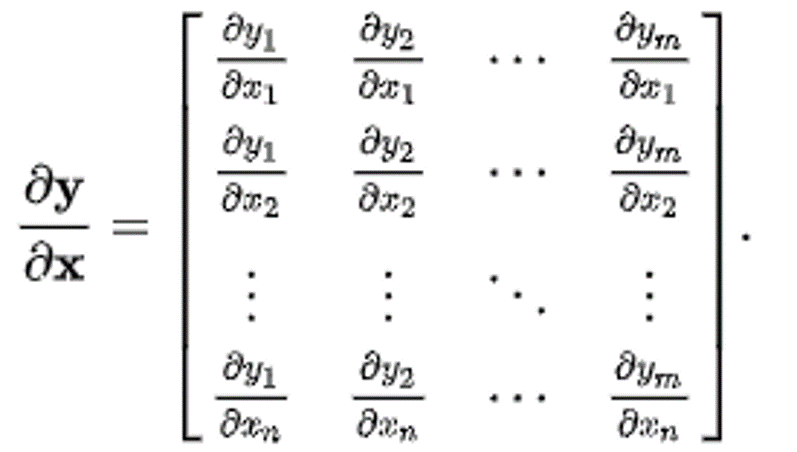 \frac{\partial \mathbf{y}}{\partial \mathbf{x}} = \begin{bmatrix} \frac{\partial y_1}{\partial x_1} & \frac{\partial y_2}{\partial x_1} & \cdots & \frac{\partial y_m}{\partial x_1} \\ \frac{\partial y_1}{\partial x_2} & \frac{\partial y_2}{\partial x_2} & \cdots & \frac{\partial y_m}{\partial x_2} \\ \vdots & \vdots & \ddots & \vdots \\ \frac{\partial y_1}{\partial x_n} & \frac{\partial y_2}{\partial x_n} & \cdots & \frac{\partial y_m}{\partial x_n} \end{bmatrix}.